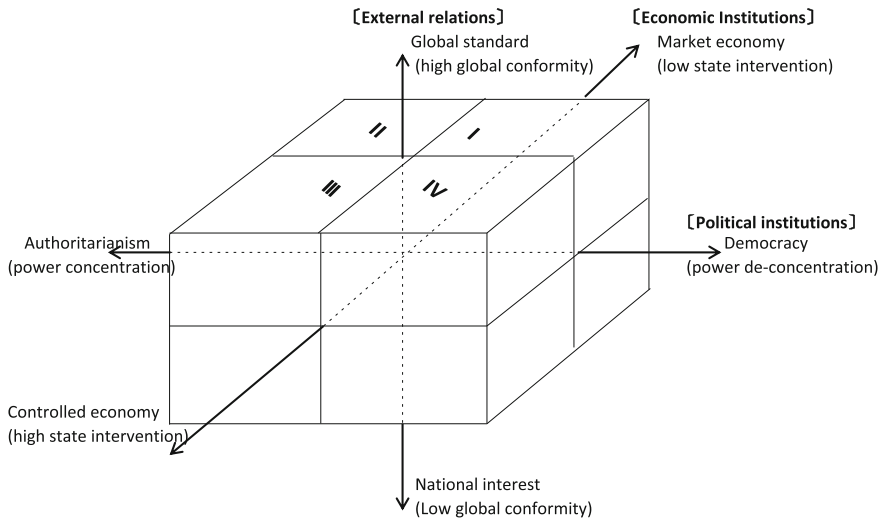 〔External relations〕
Global standard
(high global conformity)
〔Economic Institutions〕
Market economy
(low state intervention)
II
I
III
IV
〔Political institutions〕
Democracy
(power de-concentration)
Authoritarianism
(power concentration)
Controlled economy
(high state intervention)
National interest
(Low global conformity)